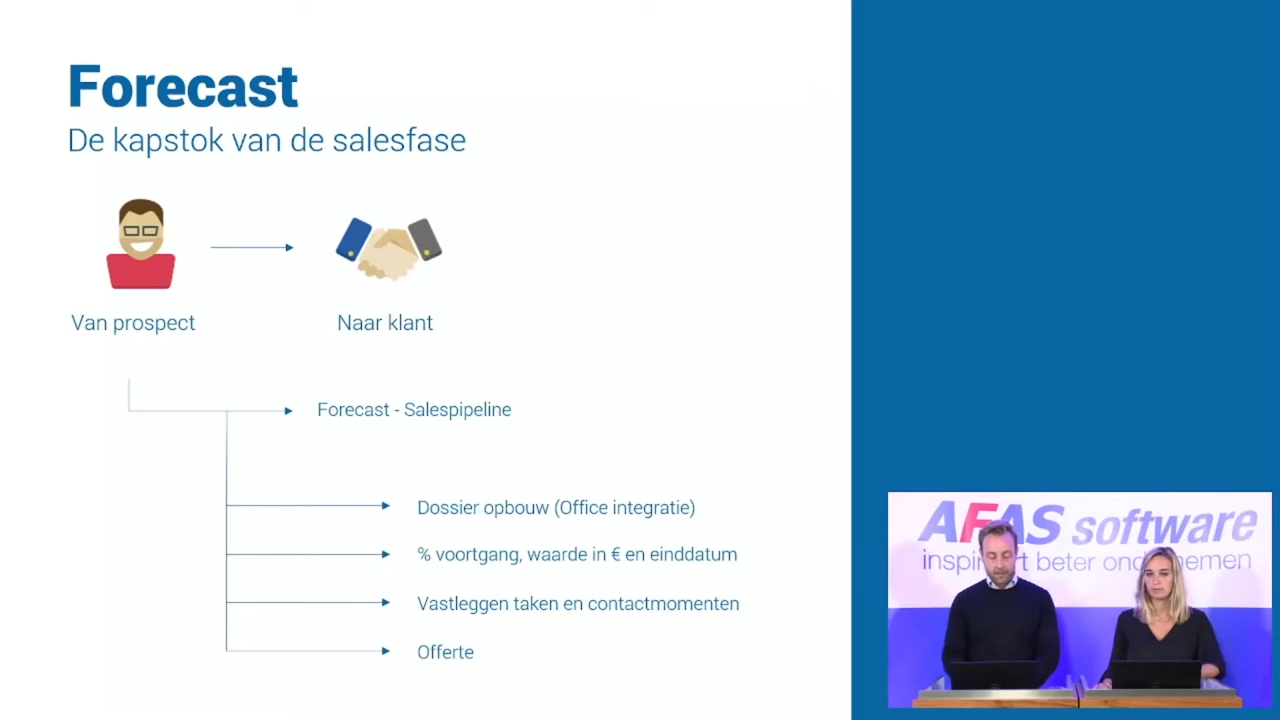 Forecast
De kapstok van de salesfase
Van prospect
Naar klant
Forecast - Salespipeline
Dossier opbouw (Office integratie)
% voortgang, waarde in € en einddatum
Vastleggen taken en contactmomenten
Offerte
AFAS software
beter